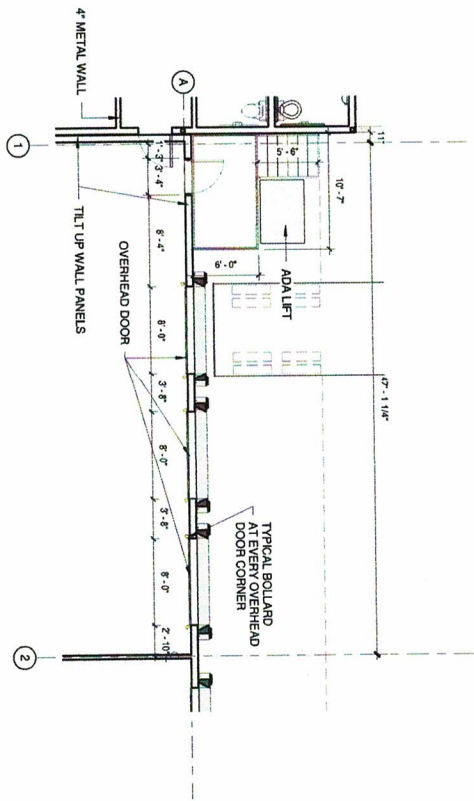 4" METAL WALL
A
1
2
TILT UP WALL PANELS
OVERHEAD DOOR
ADA LIFT
TYPICAL BOLLARD
AT EVERY OVERHEAD
DOOR CORNER
11"
47' - 1 1/4"
10' - 7"
5' - 6"
6' - 0"
3' - 4"
8' - 4"
8' - 0"
3' - 8"
8' - 0"
3' - 8"
8' - 0"
2' - 10"